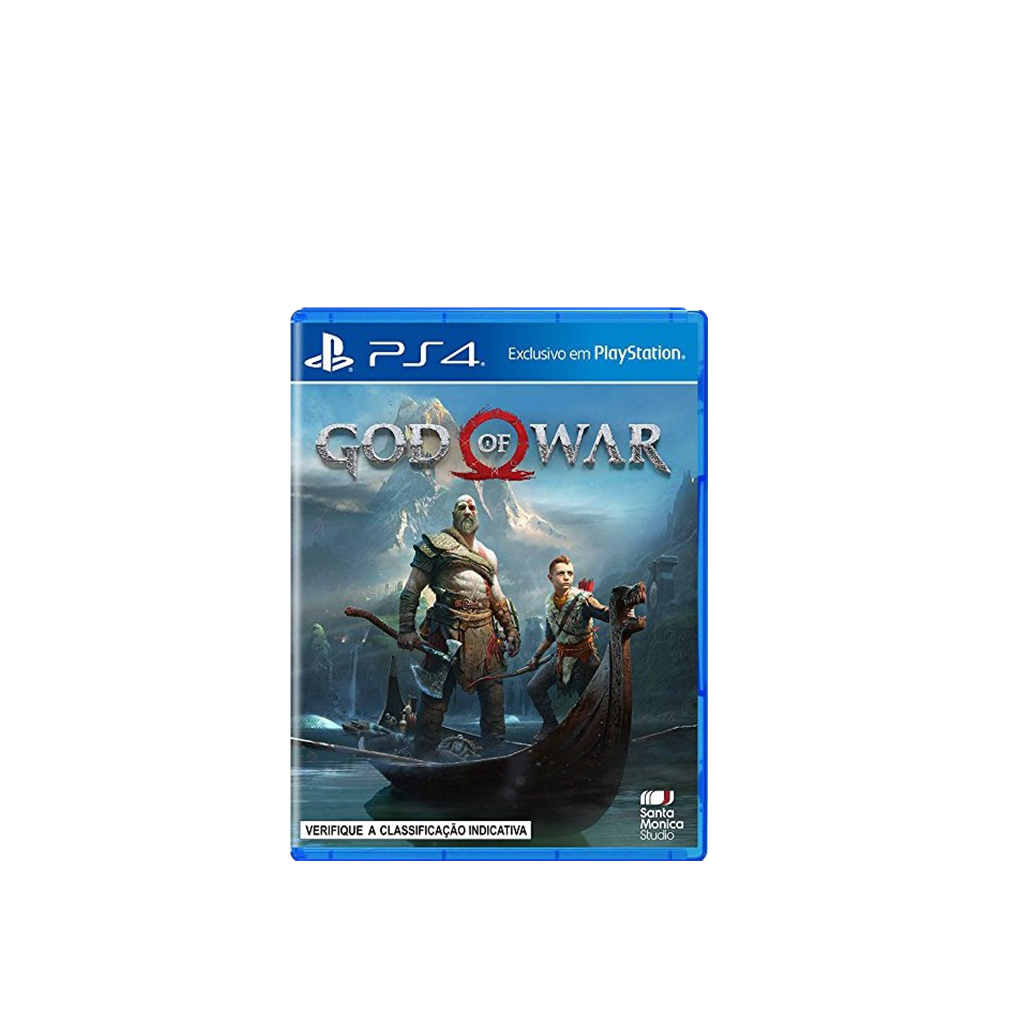 PS4 Exclusivo em PlayStation
GOD OF WAR
Santa
Monica
Studio
VERIFIQUE A CLASSIFICAÇÃO INDICATIVA